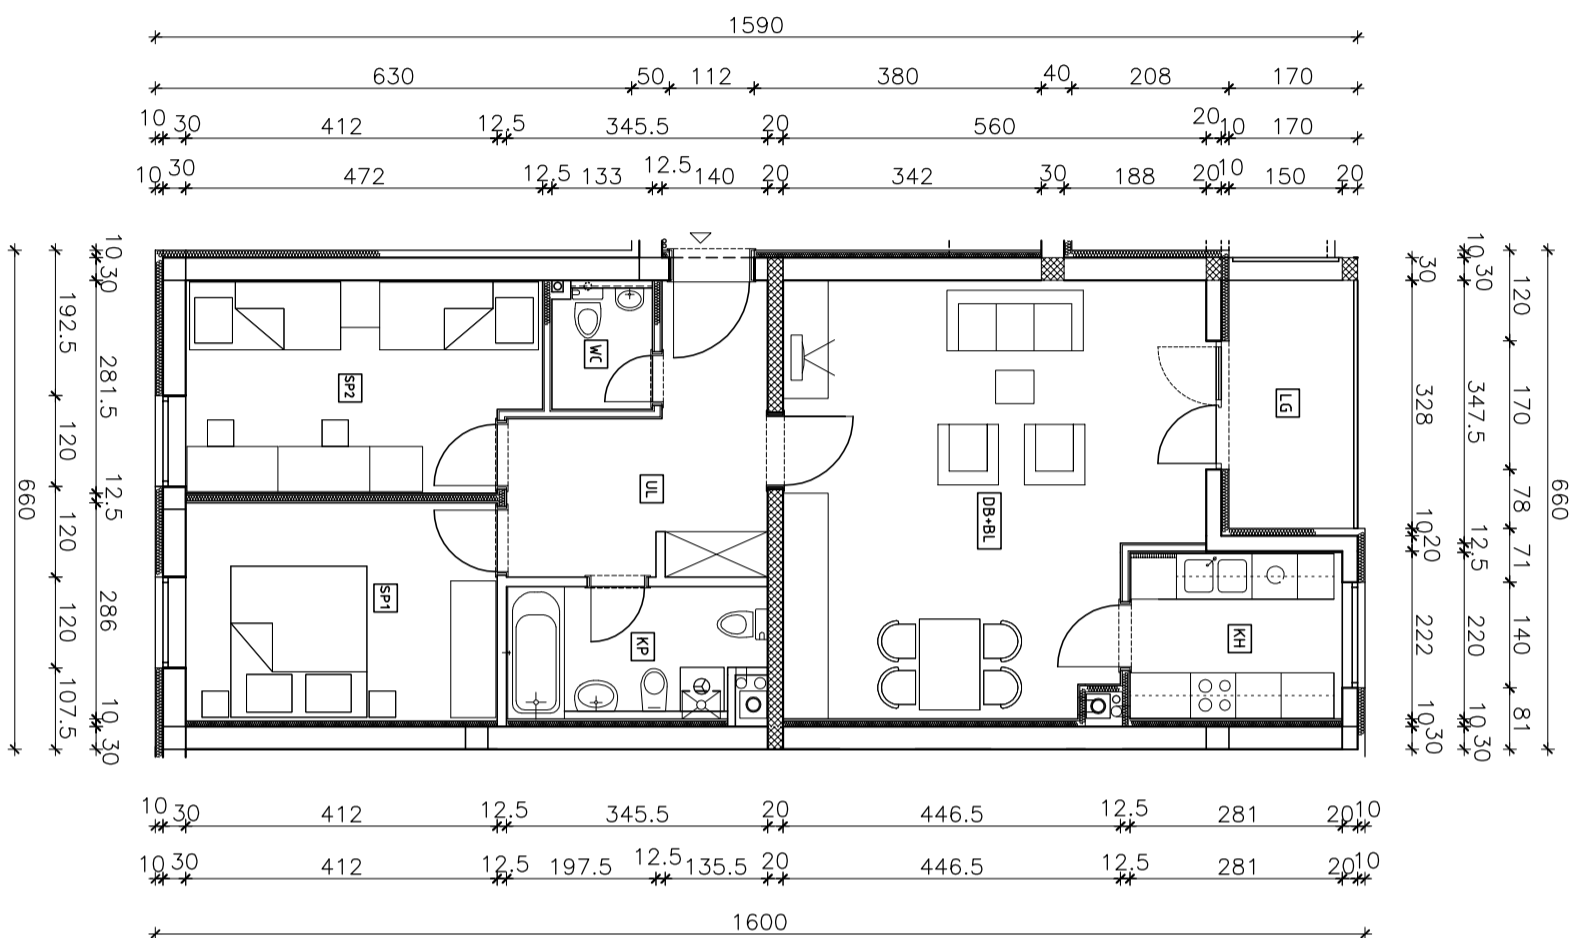 1590
630 50 112 380 40 208 170
10 30 412 12.5 345.5 20 560 20 10 170
10 30 472 12.5 133 12.5 140 20 342 30 188 20 10 150 20
660
192.5 120 120 120 107.5
10 30 281.5 12.5 286 10 30
SP2
WC
UL
SP1
KP
DB+BL
LG
KH
30 328 10 20 222 10 30
10 30 347.5 12.5 220 10 30
120 170 78 71 140 81
660
10 30 412 12.5 345.5 20 446.5 12.5 281 20 10
10 30 412 12.5 197.5 12.5 135.5 20 446.5 12.5 281 20 10
1600